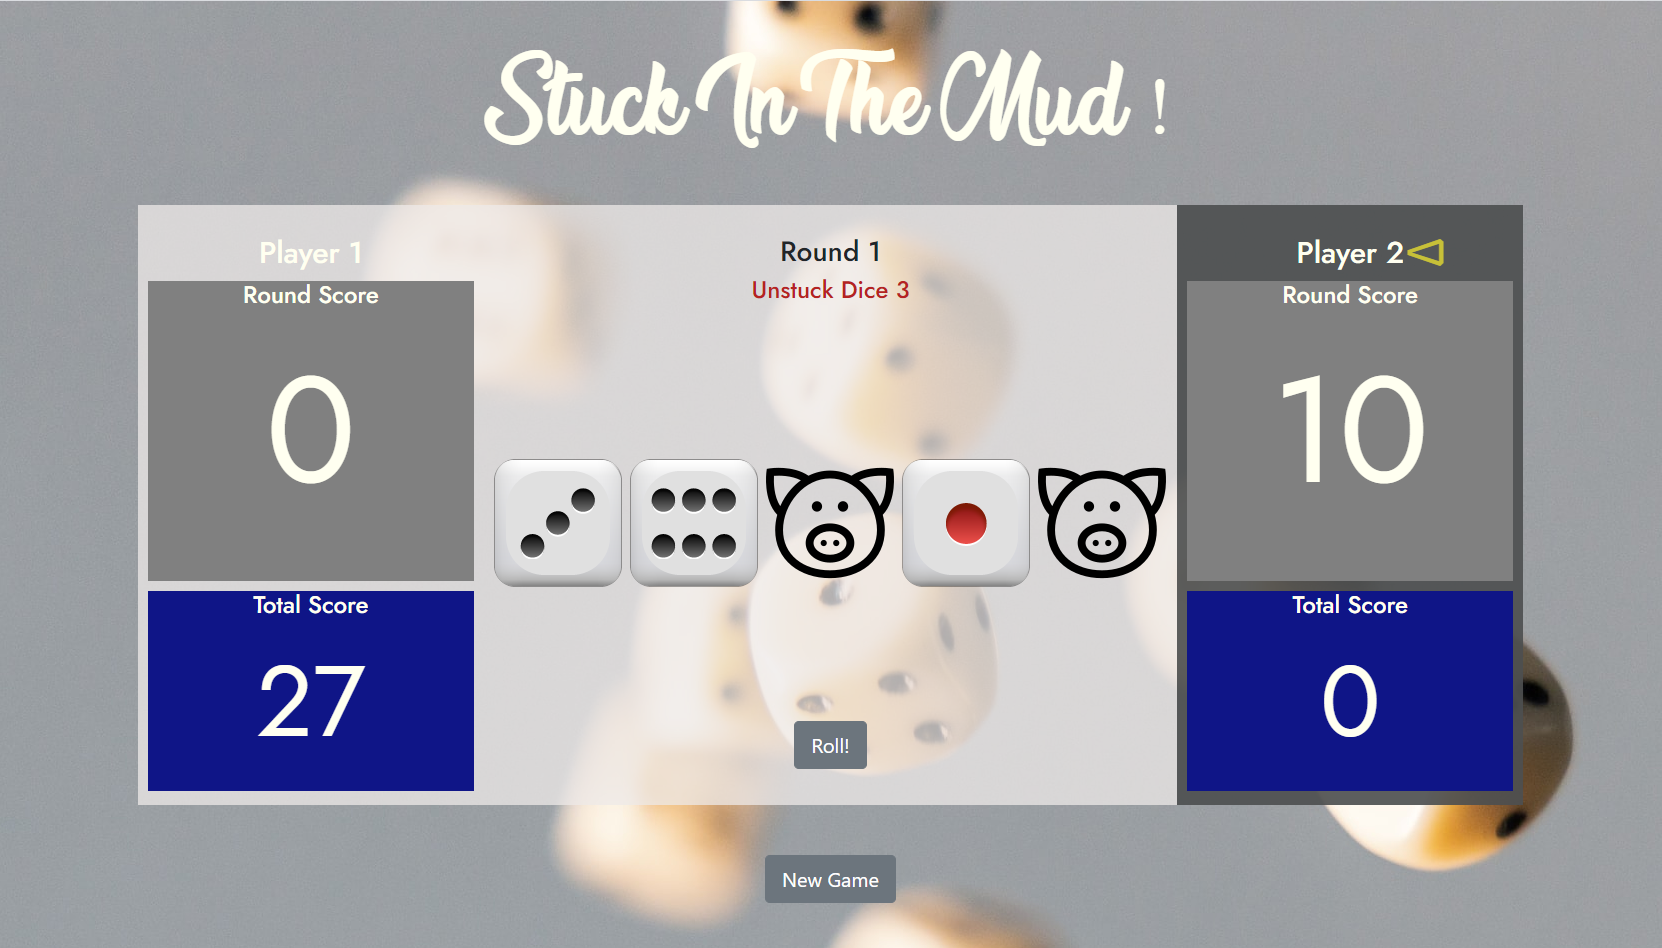 Stuck In The Mud !
Player 1
Round Score
0
Total Score
27
Round 1
Unstuck Dice 3
Roll!
Player 2
Round Score
10
Total Score
0
New Game